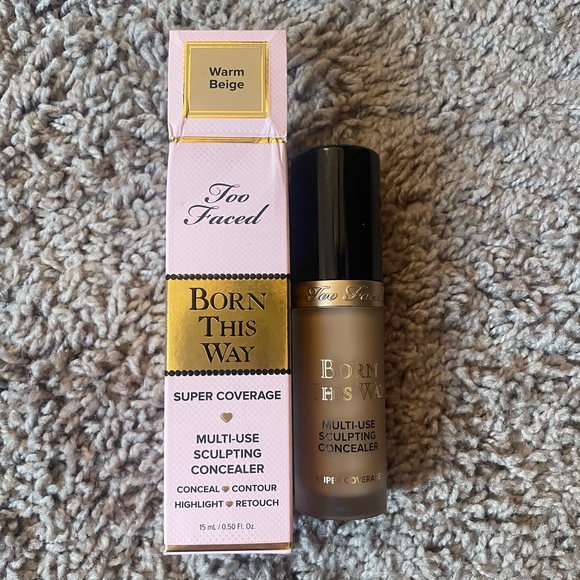 Warm
Beige
Too
Faced
BORN
THIS
WAY
SUPER COVERAGE
MULTI-USE
SCULPTING
CONCEALER
CONCEAL CONTOUR
HIGHLIGHT RETOUCH
15 mL / 0.50 Fl. Oz.
Too Faced
BORN
THIS WAY
MULTI-USE
SCULPTING
CONCEALER
SUPER COVERAGE